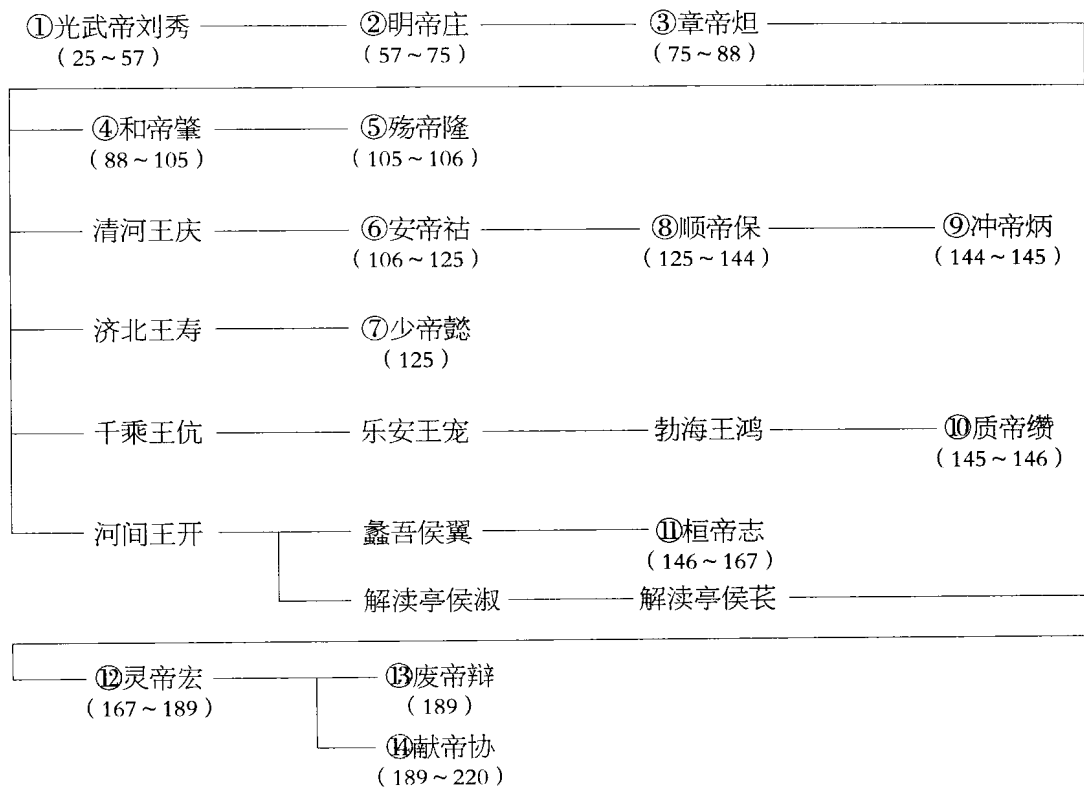 ①光武帝刘秀 ②明帝庄 ③章帝炟
（25～57） （57～75） （75～88）
④和帝肇 ⑤殇帝隆
（88～105） （105～106）
清河王庆 ⑥安帝祜 ⑧顺帝保 ⑨冲帝炳
（106～125） （125～144） （144～145）
济北王寿 ⑦少帝懿
（125）
千乘王伉 乐安王宠 勃海王鸿 ⑩质帝缵
（145～146）
河间王开 蠡吾侯翼 ⑪桓帝志
（146～167）
解渎亭侯淑 解渎亭侯苌
⑫灵帝宏 ⑬废帝辩
（167～189） （189）
⑭献帝协
（189～220）